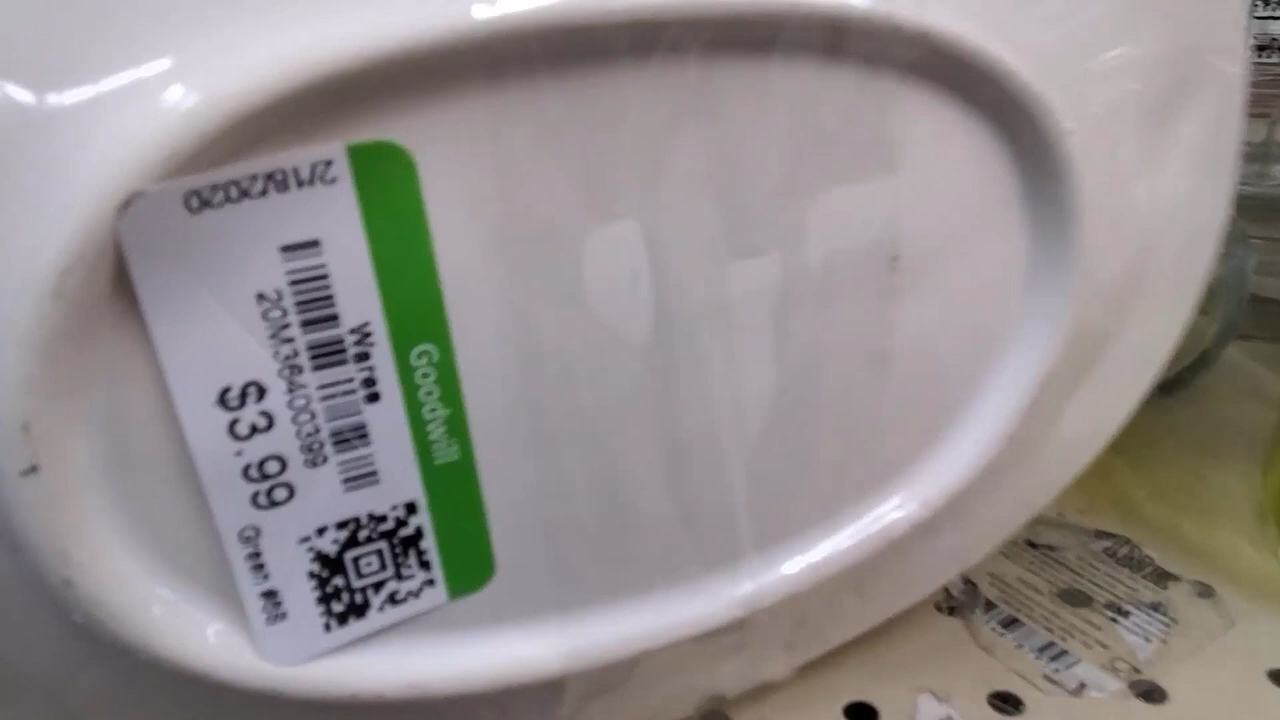 Goodwill
Wares
20M36400399
$3.99
Green #68
2/18/2020